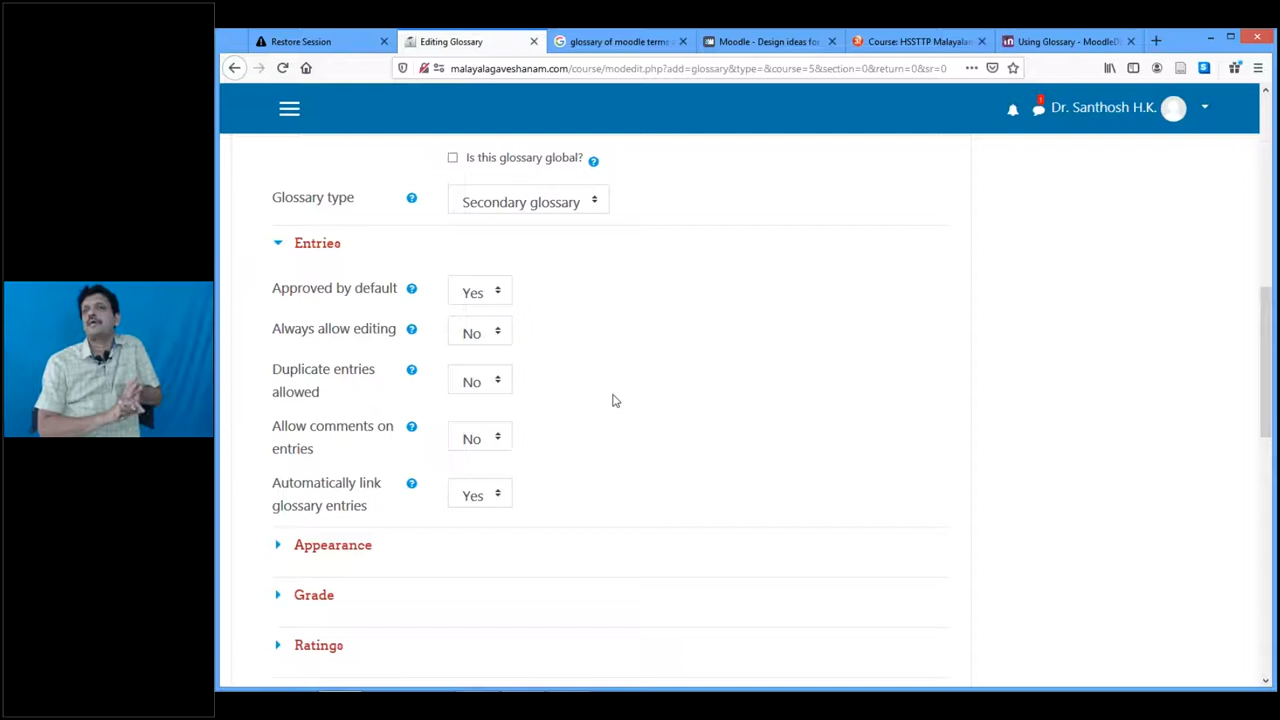 Restore Session
Editing Glossary
glossary of moodle terms
Moodle - Design ideas for
Course: HSSTTP Malayalam
Using Glossary - MoodleD
malayalagaveshanam.com/course/modedit.php?add=glossary&type=&course=5&section=0&return=0&sr=0
1
Dr. Santhosh H.K.
Is this glossary global?
Glossary type
Secondary glossary
Entries
Approved by default
Yes
Always allow editing
No
Duplicate entries
allowed
No
Allow comments on
entries
No
Automatically link
glossary entries
Yes
Appearance
Grade
Ratings